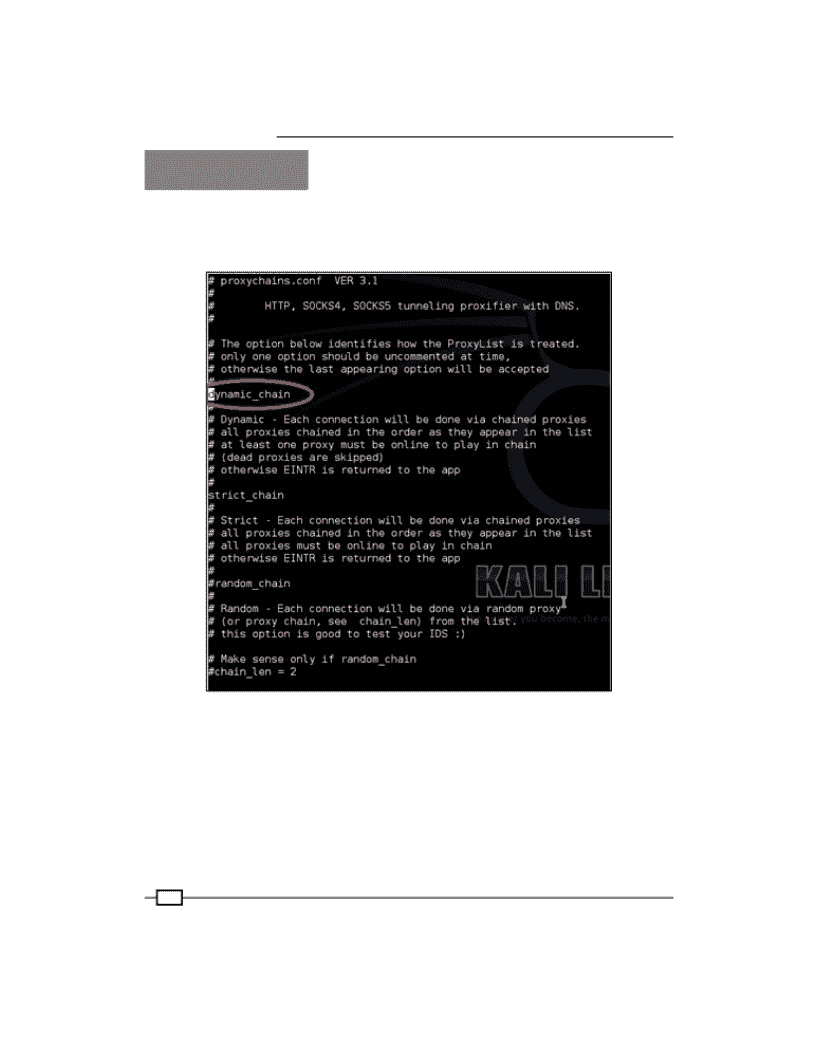 # proxychains.conf  VER 3.1
#
#        HTTP, SOCKS4, SOCKS5 tunneling proxifier with DNS.
#

# The option below identifies how the ProxyList is treated.
# only one option should be uncommented at time,
# otherwise the last appearing option will be accepted
#
dynamic_chain
#
# Dynamic - Each connection will be done via chained proxies
# all proxies chained in the order as they appear in the list
# at least one proxy must be online to play in chain
# (dead proxies are skipped)
# otherwise EINTR is returned to the app
#
strict_chain
#
# Strict - Each connection will be done via chained proxies
# all proxies chained in the order as they appear in the list
# all proxies must be online to play in chain
# otherwise EINTR is returned to the app
#
#random_chain
#
# Random - Each connection will be done via random proxy
# (or proxy chain, see  chain_len) from the list.
# this option is good to test your IDS :)

# Make sense only if random_chain
#chain_len = 2
KALI LI
you become, the m